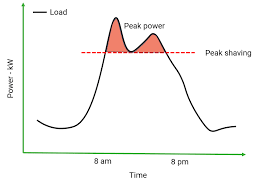 Load
Peak power
Peak shaving
Power - kW
8 am
8 pm
Time